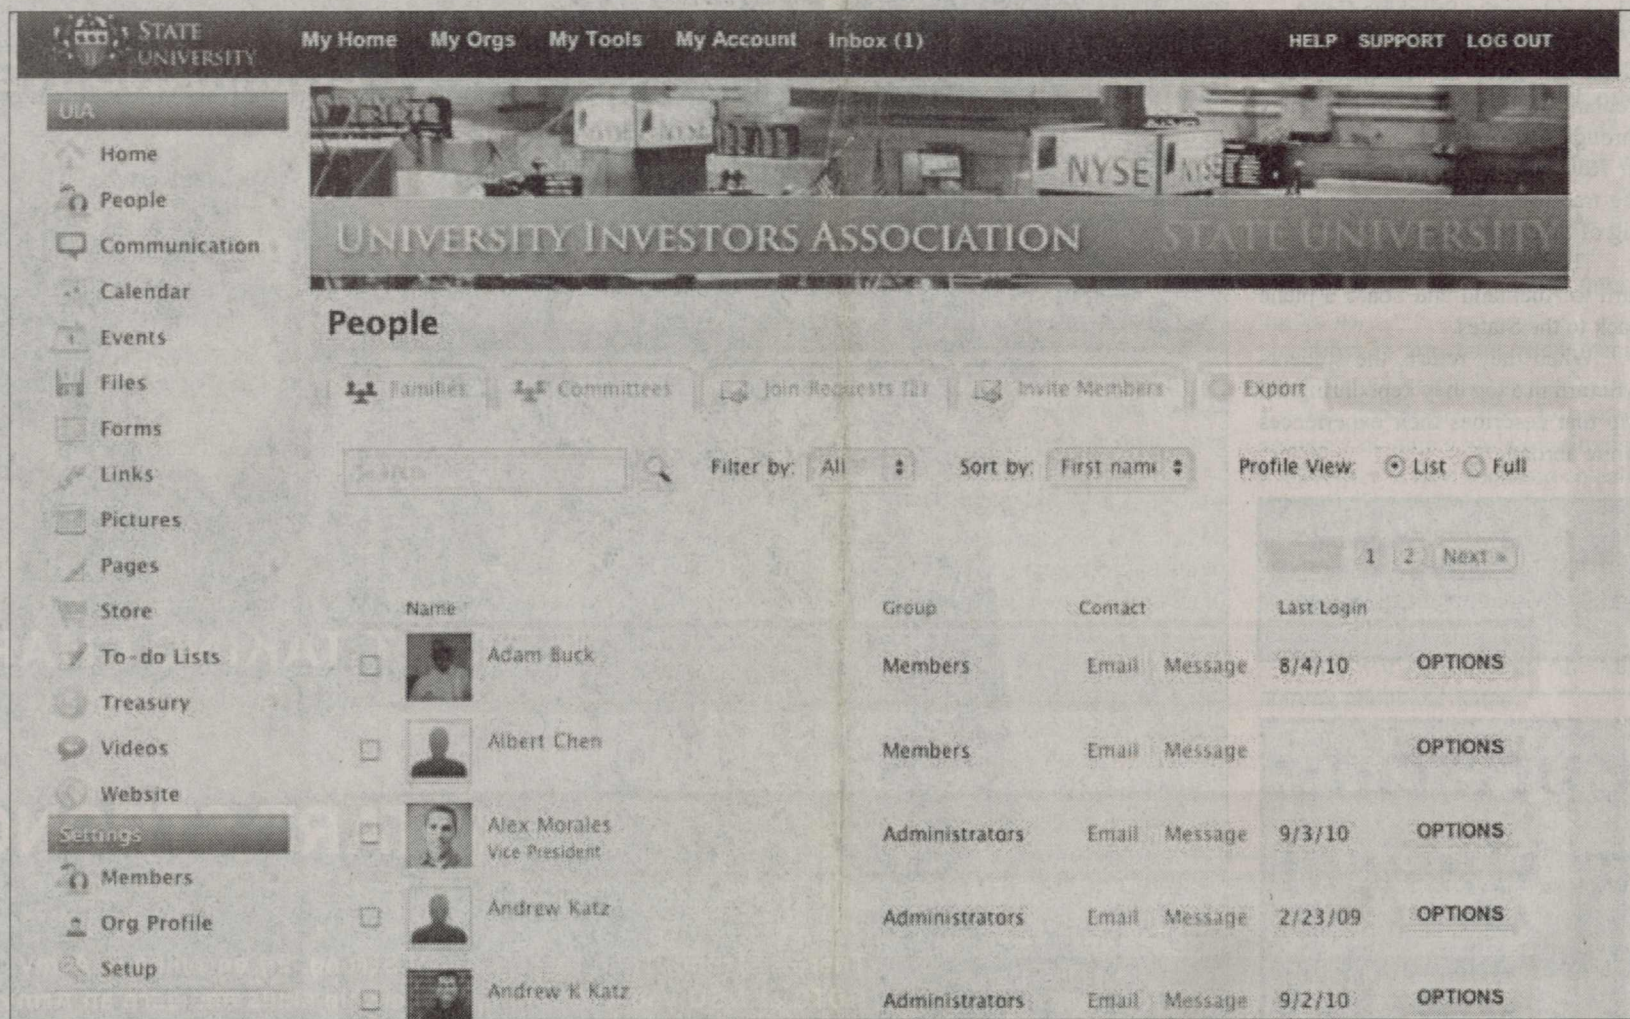 STATE
UNIVERSITY
My Home My Orgs My Tools My Account Inbox (1)
HELP SUPPORT LOG OUT
UIA
Home
People
Communication
Calendar
Events
Files
Forms
Links
Pictures
Pages
Store
To-do Lists
Treasury
Videos
Website
Settings
Members
Org Profile
Setup
NYSE
UNIVERSITY INVESTORS ASSOCIATION STATE UNIVERSITY
People
Families Committees Join Requests Invite Members Export
Search Filter by: All Sort by: First name Profile View: List Full
1 2 Next »
Name Group Contact Last Login
Adam Buck Members Email Message 8/4/10 OPTIONS
Albert Chen Members Email Message OPTIONS
Alex Morales Administrators Email Message 9/3/10 OPTIONS
Vice President
Andrew Katz Administrators Email Message 2/23/09 OPTIONS
Andrew K Katz Administrators Email Message 9/2/10 OPTIONS